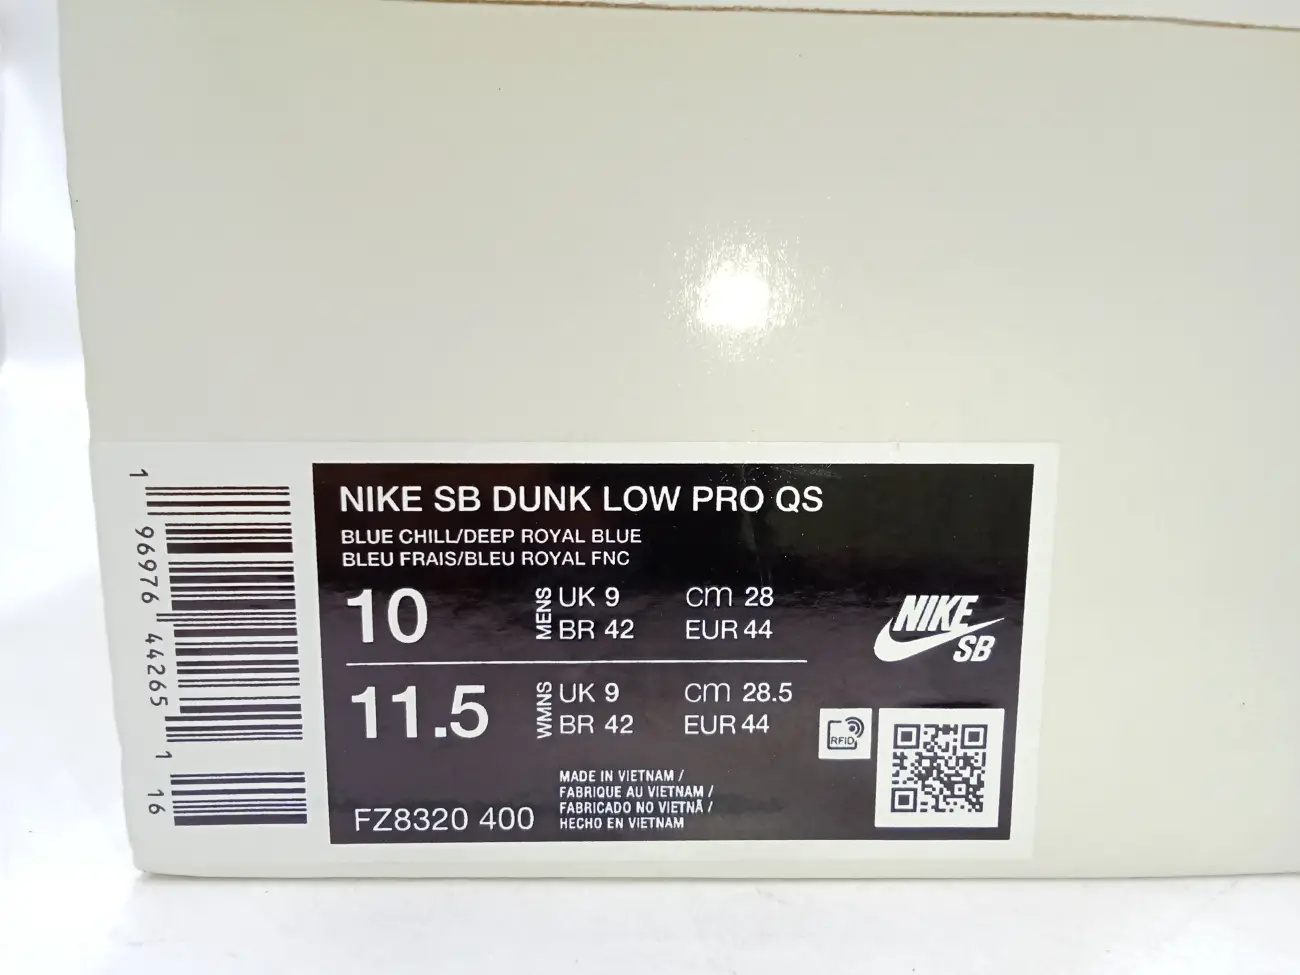 NIKE SB DUNK LOW PRO QS
BLUE CHILL/DEEP ROYAL BLUE
BLEU FRAIS/BLEU ROYAL FNC
10 MENS UK 9 cm 28
BR 42 EUR 44
11.5 WMNS UK 9 cm 28.5
BR 42 EUR 44
NIKE
SB
RFID
MADE IN VIETNAM /
FABRIQUE AU VIETNAM /
FABRICADO NO VIETNÃ /
HECHO EN VIETNAM
FZ8320 400
1 96976 44265 1 16